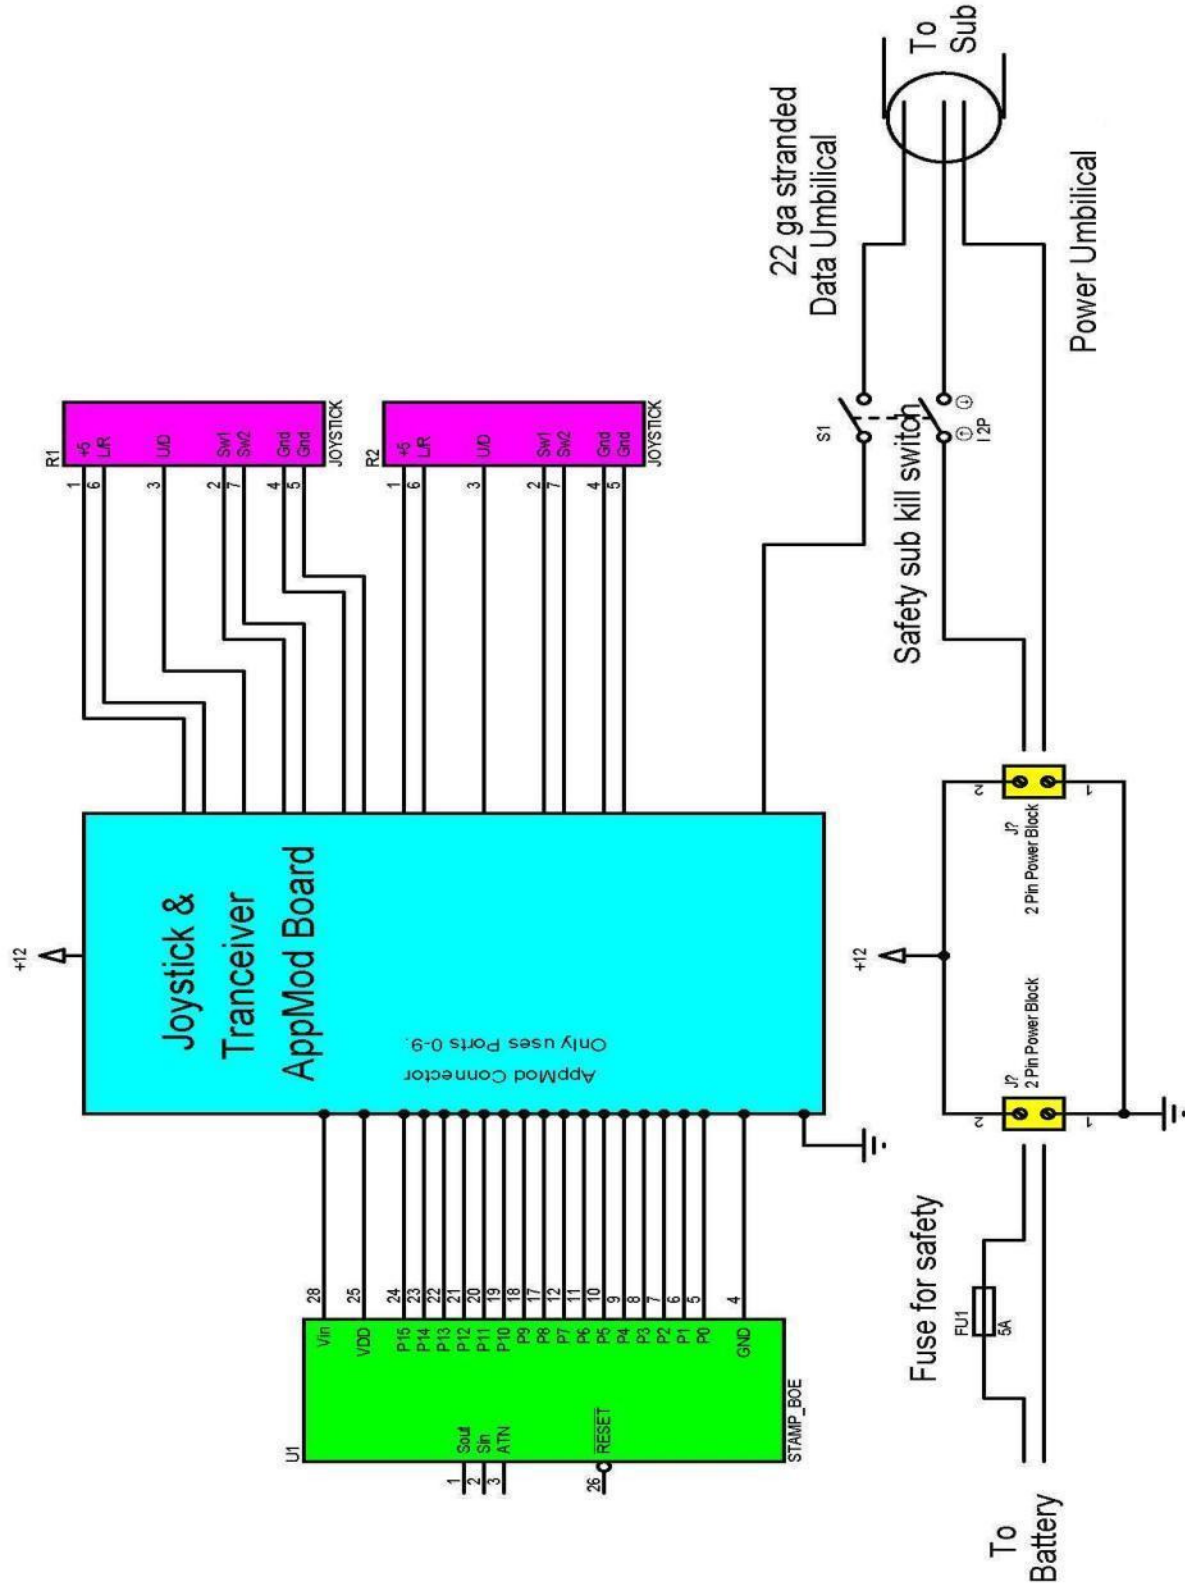 Joystick &
Tranceiver
AppMod Board
+12
AppMod Connector
Only uses Ports 0-9.
U1
STAMP_BOE
1
Sout
2
Sin
3
ATN
26
RESET
Vin
28
VDD
25
P15
24
P14
23
P13
22
P12
21
P11
20
P10
19
P9
18
P8
17
P7
12
P6
11
P5
10
P4
9
P3
8
P2
7
P1
6
P0
5
GND
4
R1
1
+5
6
L/R
3
U/D
2
Sw1
7
Sw2
4
Gnd
5
Gnd
JOYSTICK
R2
1
+5
6
L/R
3
U/D
2
Sw1
7
Sw2
4
Gnd
5
Gnd
JOYSTICK
22 ga stranded
Data Umbilical
To
Sub
S1
12P
Safety sub kill switch
Power Umbilical
+12
Fuse for safety
FU1
5A
To
Battery
J?
2 Pin Power Block
2
1
J?
2 Pin Power Block
2
1